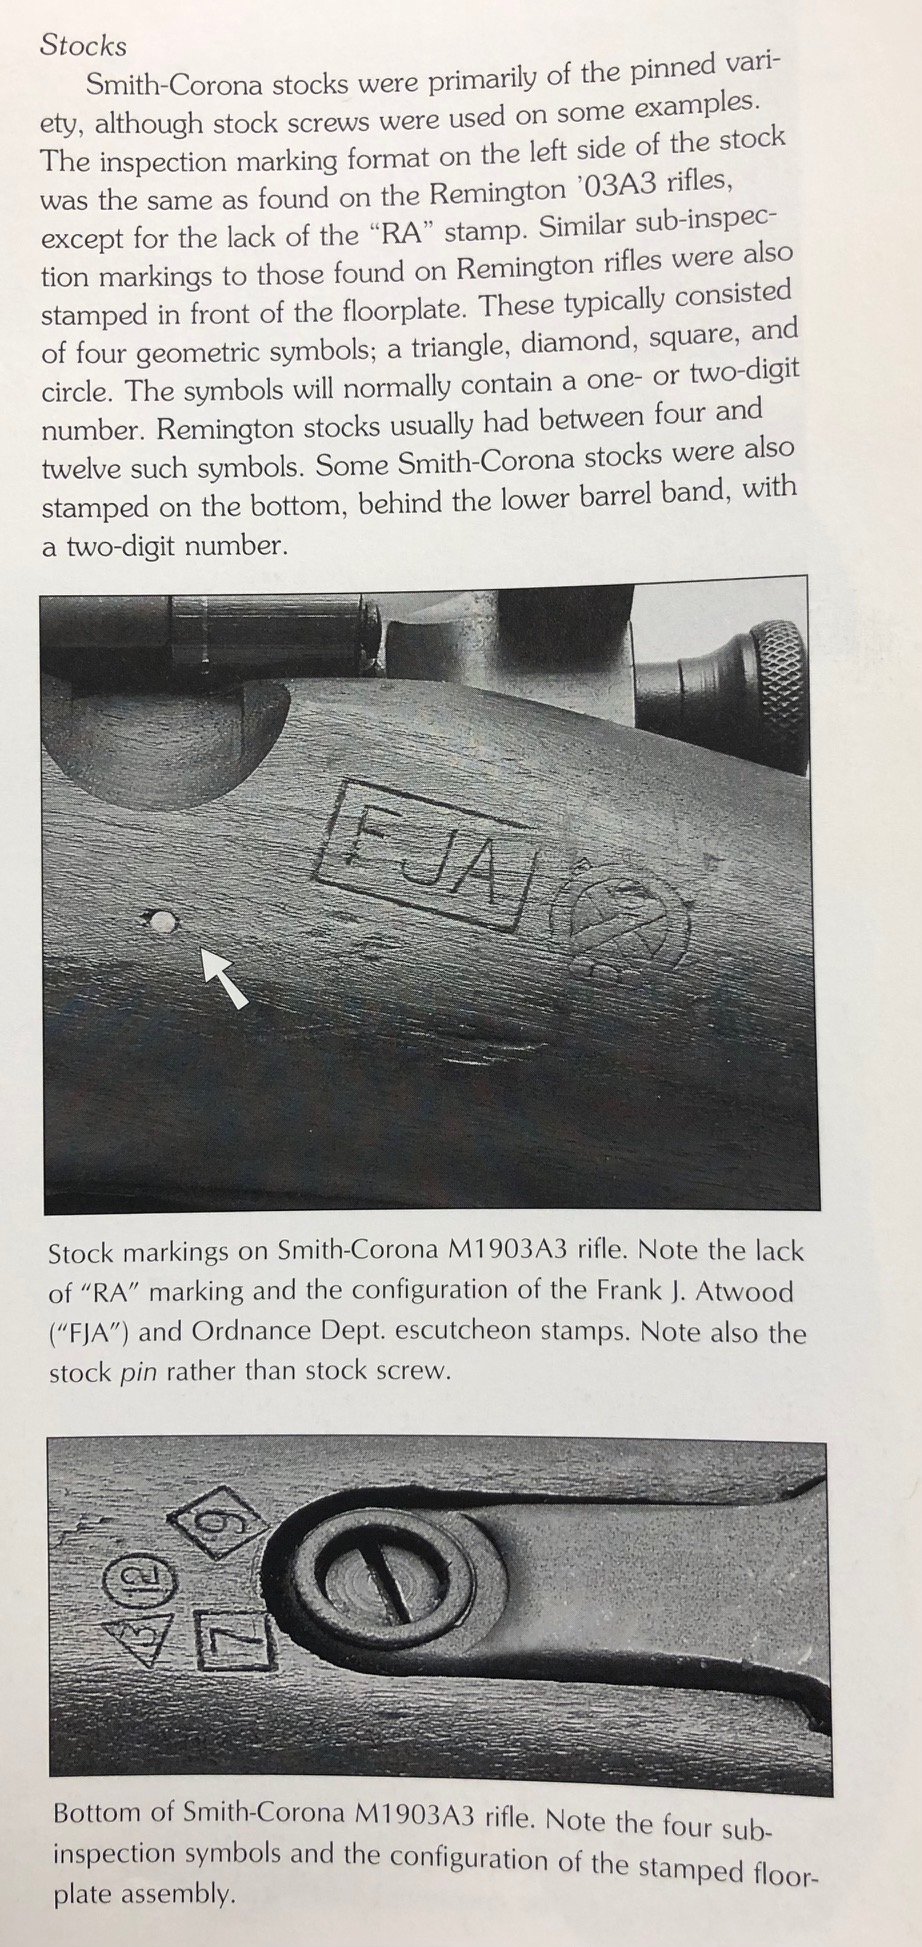 Stocks
Smith-Corona stocks were primarily of the pinned vari-
ety, although stock screws were used on some examples.
The inspection marking format on the left side of the stock
was the same as found on the Remington '03A3 rifles,
except for the lack of the “RA” stamp. Similar sub-inspec-
tion markings to those found on Remington rifles were also
stamped in front of the floorplate. These typically consisted
of four geometric symbols; a triangle, diamond, square, and
circle. The symbols will normally contain a one- or two-digit
number. Remington stocks usually had between four and
twelve such symbols. Some Smith-Corona stocks were also
stamped on the bottom, behind the lower barrel band, with
a two-digit number.
FJA
Stock markings on Smith-Corona M1903A3 rifle. Note the lack
of “RA” marking and the configuration of the Frank J. Atwood
(“FJA”) and Ordnance Dept. escutcheon stamps. Note also the
stock pin rather than stock screw.
9
12
3
7
Bottom of Smith-Corona M1903A3 rifle. Note the four sub-
inspection symbols and the configuration of the stamped floor-
plate assembly.